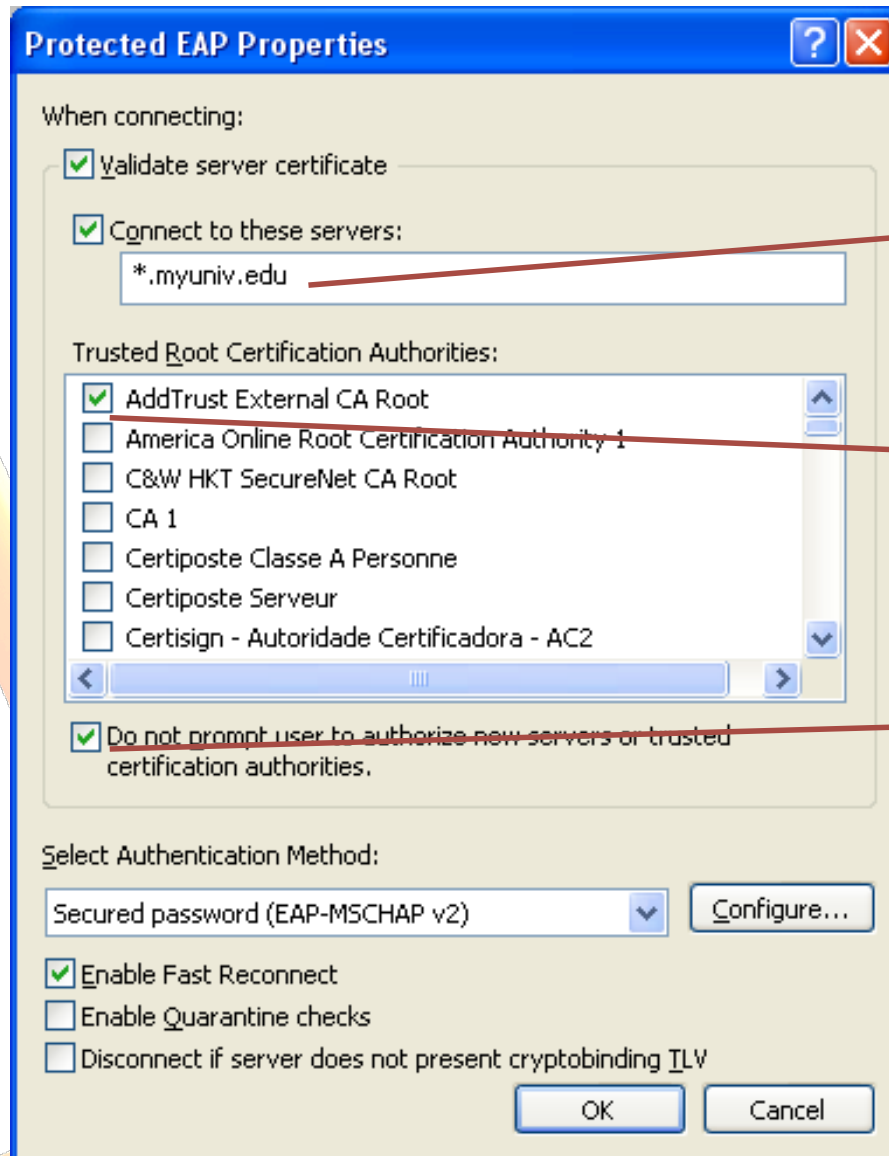 Protected EAP Properties
When connecting:
Validate server certificate
Connect to these servers:
*.myuniv.edu
Trusted Root Certification Authorities:
AddTrust External CA Root
America Online Root Certification Authority 1
C&W HKT SecureNet CA Root
CA 1
Certiposte Classe A Personne
Certiposte Serveur
Certisign - Autoridade Certificadora - AC2
Do not prompt user to authorize new servers or trusted
certification authorities.
Select Authentication Method:
Secured password (EAP-MSCHAP v2)
Configure...
Enable Fast Reconnect
Enable Quarantine checks
Disconnect if server does not present cryptobinding TLV
OK Cancel